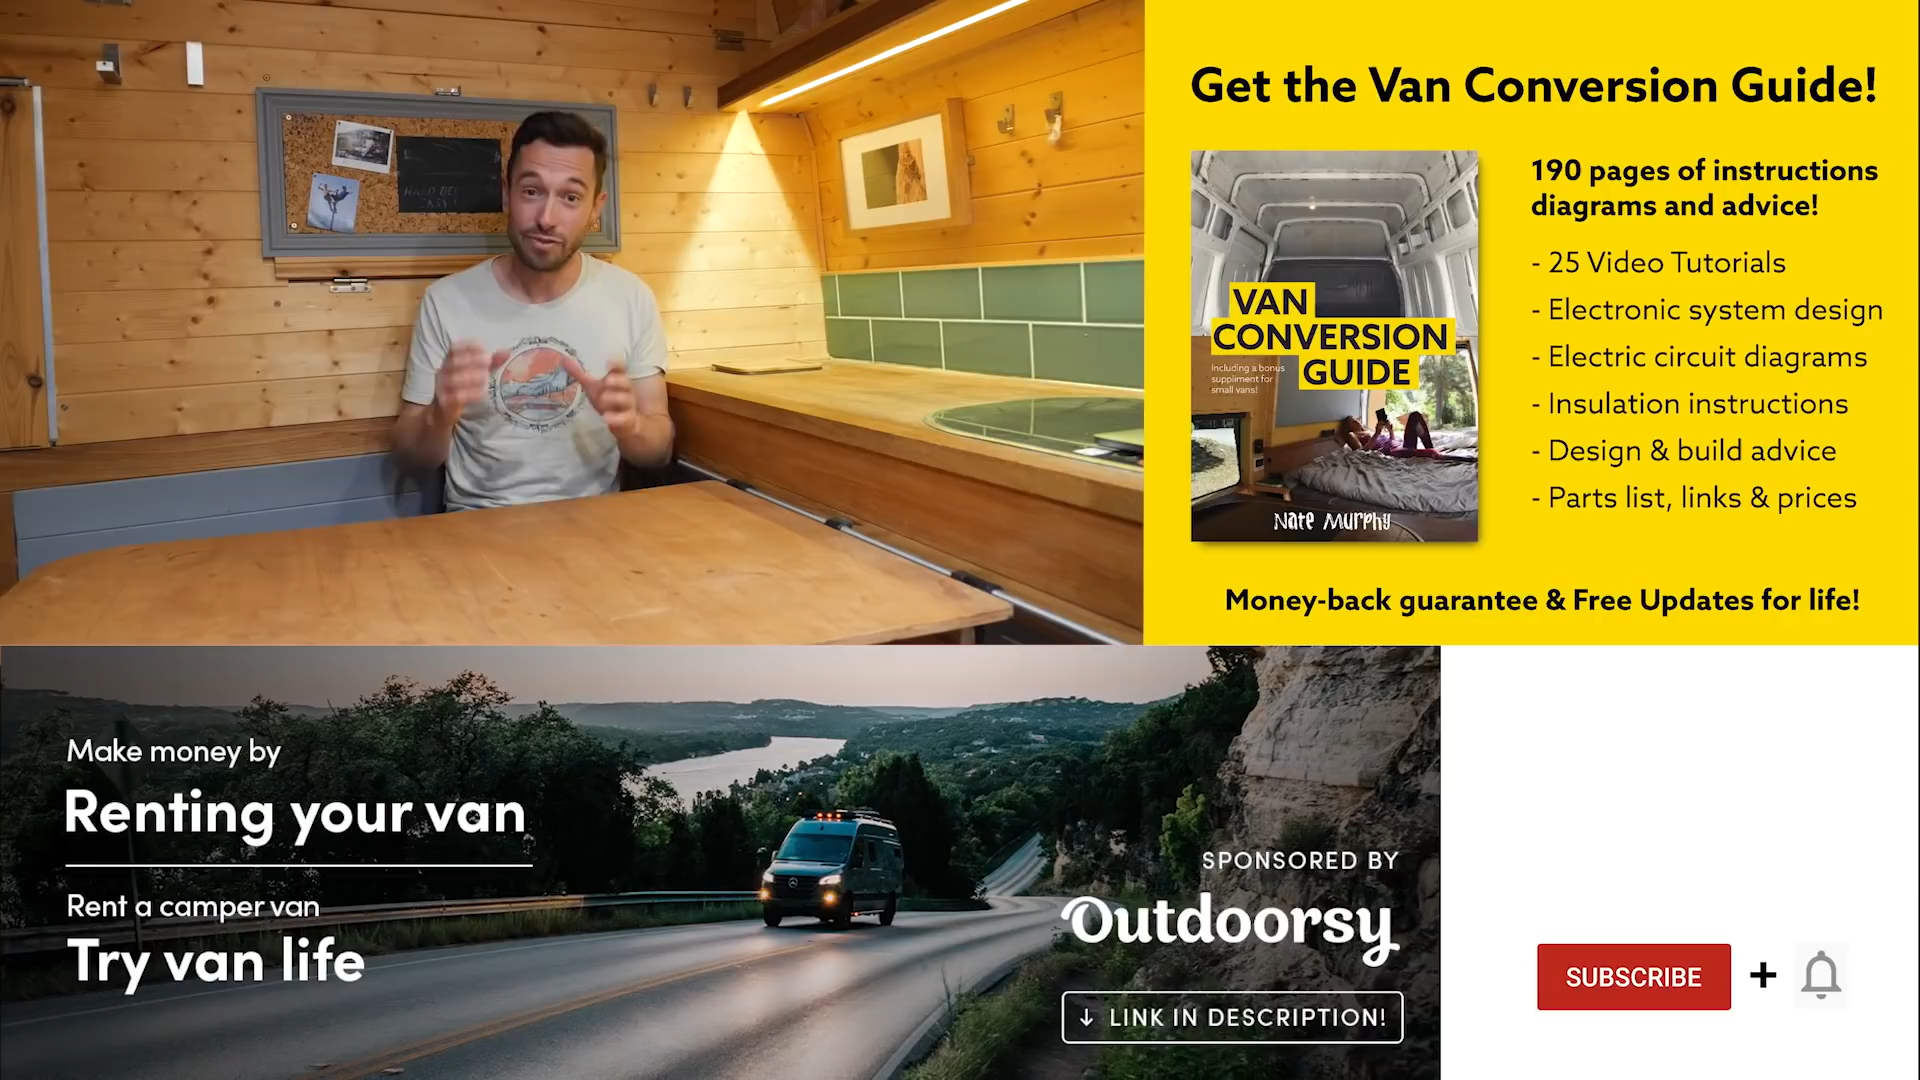 Get the Van Conversion Guide!
190 pages of instructions
diagrams and advice!
- 25 Video Tutorials
- Electronic system design
- Electric circuit diagrams
- Insulation instructions
- Design & build advice
- Parts list, links & prices
VAN
CONVERSION
GUIDE
Including a bonus
suppliment for
small vans!
Nate Murphy
Money-back guarantee & Free Updates for life!
Make money by
Renting your van
Rent a camper van
Try van life
SPONSORED BY
Outdoorsy
↓ LINK IN DESCRIPTION!
SUBSCRIBE +